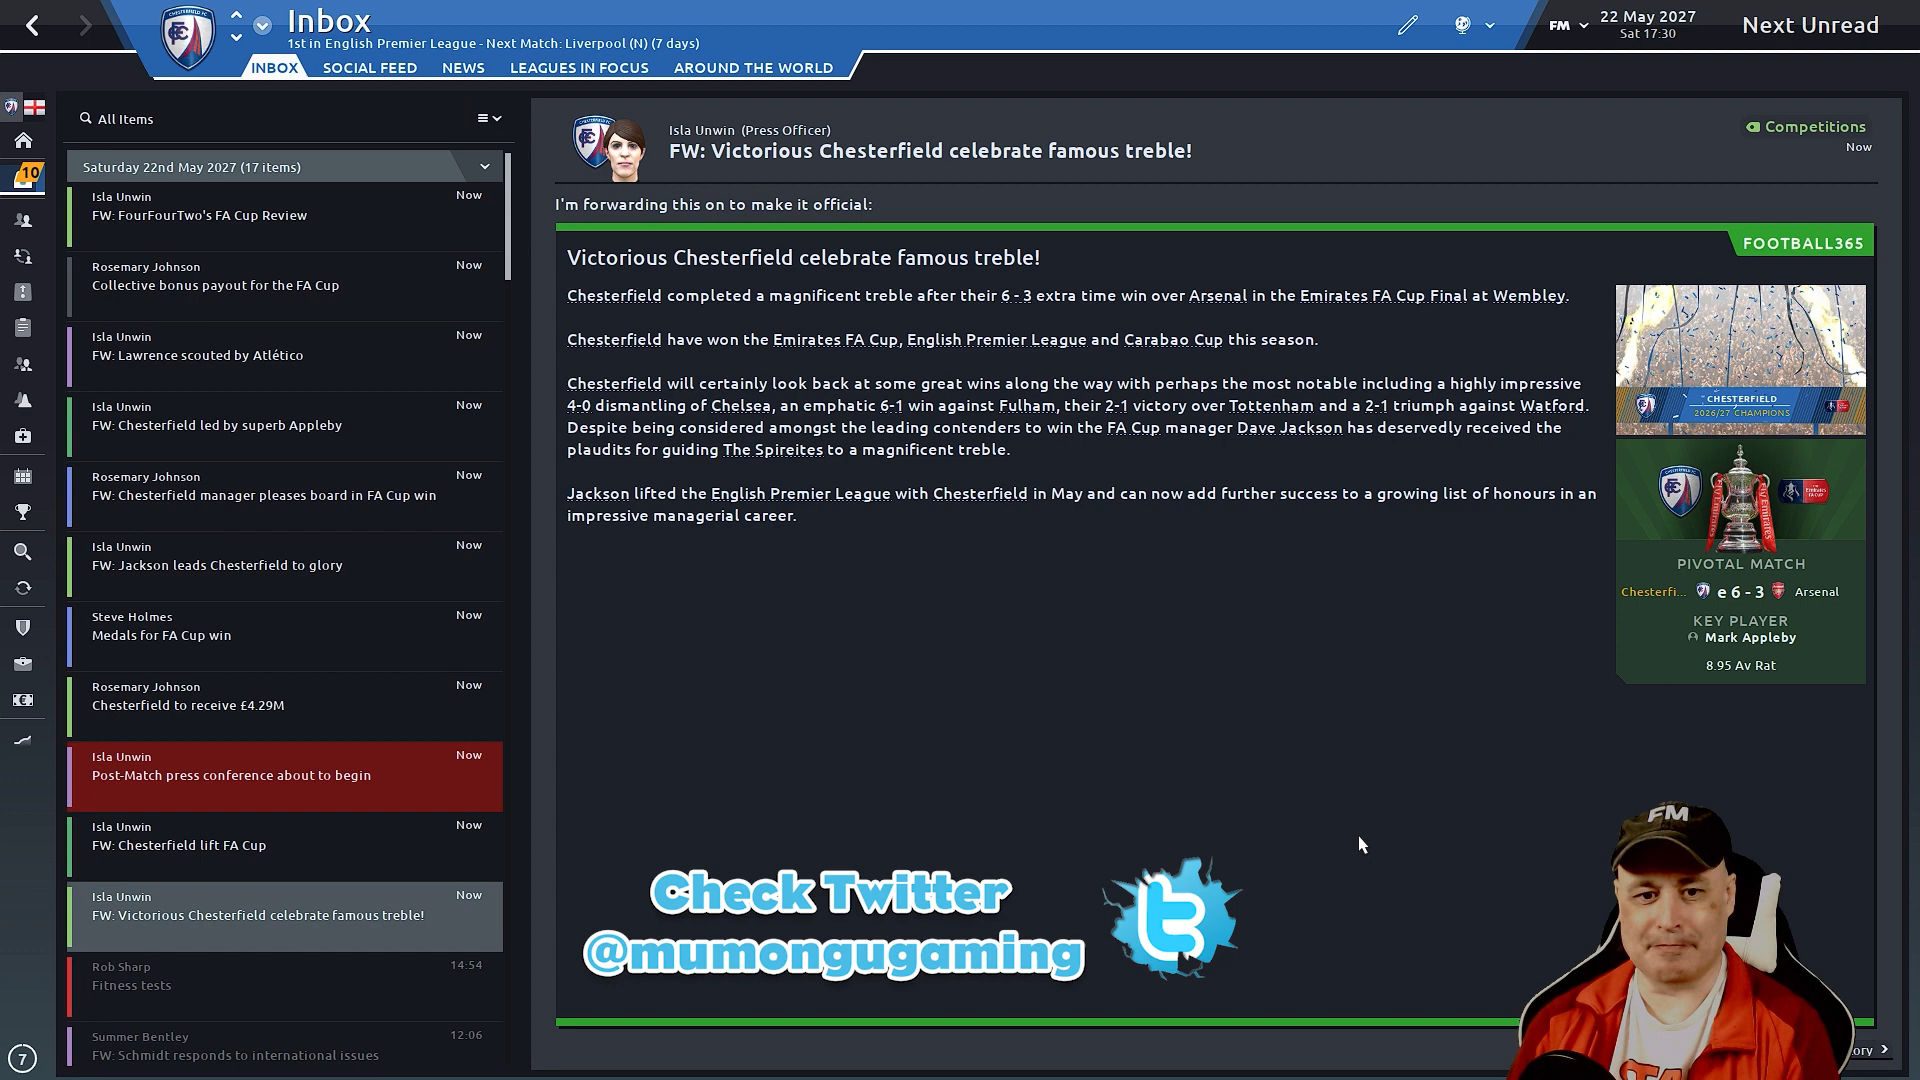 Inbox
1st in English Premier League - Next Match: Liverpool (N) (7 days)
FM
22 May 2027
Sat 17:30
Next Unread
INBOX
SOCIAL FEED
NEWS
LEAGUES IN FOCUS
AROUND THE WORLD
10
7
All Items
Saturday 22nd May 2027 (17 items)
Isla Unwin
Now
FW: FourFourTwo's FA Cup Review
Rosemary Johnson
Now
Collective bonus payout for the FA Cup
Isla Unwin
Now
FW: Lawrence scouted by Atlético
Isla Unwin
Now
FW: Chesterfield led by superb Appleby
Rosemary Johnson
Now
FW: Chesterfield manager pleases board in FA Cup win
Isla Unwin
Now
FW: Jackson leads Chesterfield to glory
Steve Holmes
Now
Medals for FA Cup win
Rosemary Johnson
Now
Chesterfield to receive £4.29M
Isla Unwin
Now
Post-Match press conference about to begin
Isla Unwin
Now
FW: Chesterfield lift FA Cup
Isla Unwin
Now
FW: Victorious Chesterfield celebrate famous treble!
Rob Sharp
14:54
Fitness tests
Summer Bentley
12:06
FW: Schmidt responds to international issues
Isla Unwin (Press Officer)
FW: Victorious Chesterfield celebrate famous treble!
Competitions
Now
I'm forwarding this on to make it official:
FOOTBALL365
Victorious Chesterfield celebrate famous treble!
Chesterfield completed a magnificent treble after their 6 - 3 extra time win over Arsenal in the Emirates FA Cup Final at Wembley.
Chesterfield have won the Emirates FA Cup, English Premier League and Carabao Cup this season.
Chesterfield will certainly look back at some great wins along the way with perhaps the most notable including a highly impressive
4-0 dismantling of Chelsea, an emphatic 6-1 win against Fulham, their 2-1 victory over Tottenham and a 2-1 triumph against Watford.
Despite being considered amongst the leading contenders to win the FA Cup manager Dave Jackson has deservedly received the
plaudits for guiding The Spireites to a magnificent treble.
Jackson lifted the English Premier League with Chesterfield in May and can now add further success to a growing list of honours in an
impressive managerial career.
CHESTERFIELD
2026/27 CHAMPIONS
PIVOTAL MATCH
Chesterfi... e 6 - 3 Arsenal
KEY PLAYER
Mark Appleby
8.95 Av Rat
Check Twitter
@mumongugaming
FM
ory